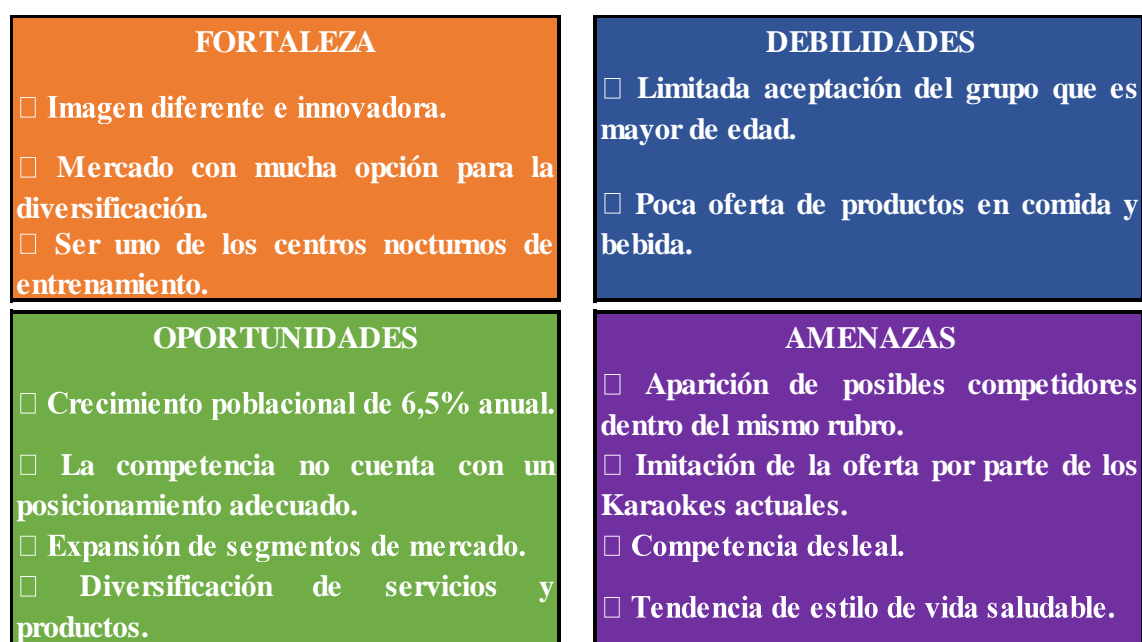 FORTALEZA
□ Imagen diferente e innovadora.
□ Mercado con mucha opción para la
diversificación.
□ Ser uno de los centros nocturnos de
entrenamiento.
DEBILIDADES
□ Limitada aceptación del grupo que es
mayor de edad.
□ Poca oferta de productos en comida y
bebida.
OPORTUNIDADES
□ Crecimiento poblacional de 6,5% anual.
□ La competencia no cuenta con un
posicionamiento adecuado.
□ Expansión de segmentos de mercado.
□ Diversificación de servicios y
productos.
AMENAZAS
□ Aparición de posibles competidores
dentro del mismo rubro.
□ Imitación de la oferta por parte de los
Karaokes actuales.
□ Competencia desleal.
□ Tendencia de estilo de vida saludable.